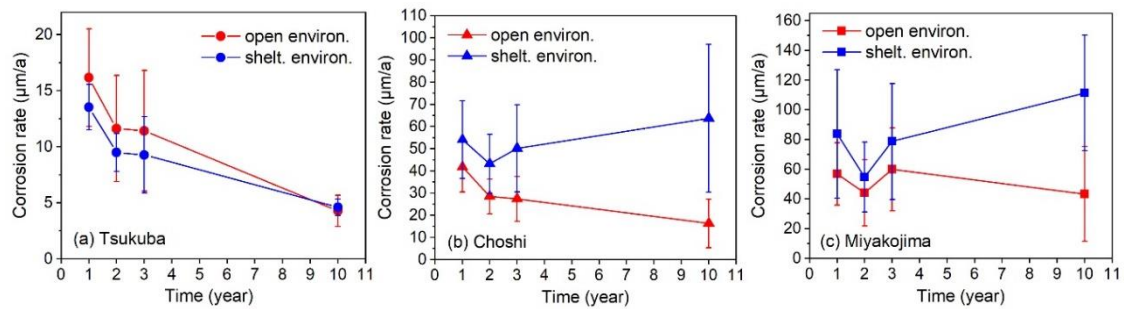 Corrosion rate (μm/a)
20
15
10
5
0
open environ.
shelt. environ.
(a) Tsukuba
0 1 2 3 4 5 6 7 8 9 10 11
Time (year)
Corrosion rate (μm/a)
110
100
90
80
70
60
50
40
30
20
10
0
open environ.
shelt. environ.
(b) Choshi
0 1 2 3 4 5 6 7 8 9 10 11
Time (year)
Corrosion rate (μm/a)
160
140
120
100
80
60
40
20
0
open environ.
shelt. environ.
(c) Miyakojima
0 1 2 3 4 5 6 7 8 9 10 11
Time (year)